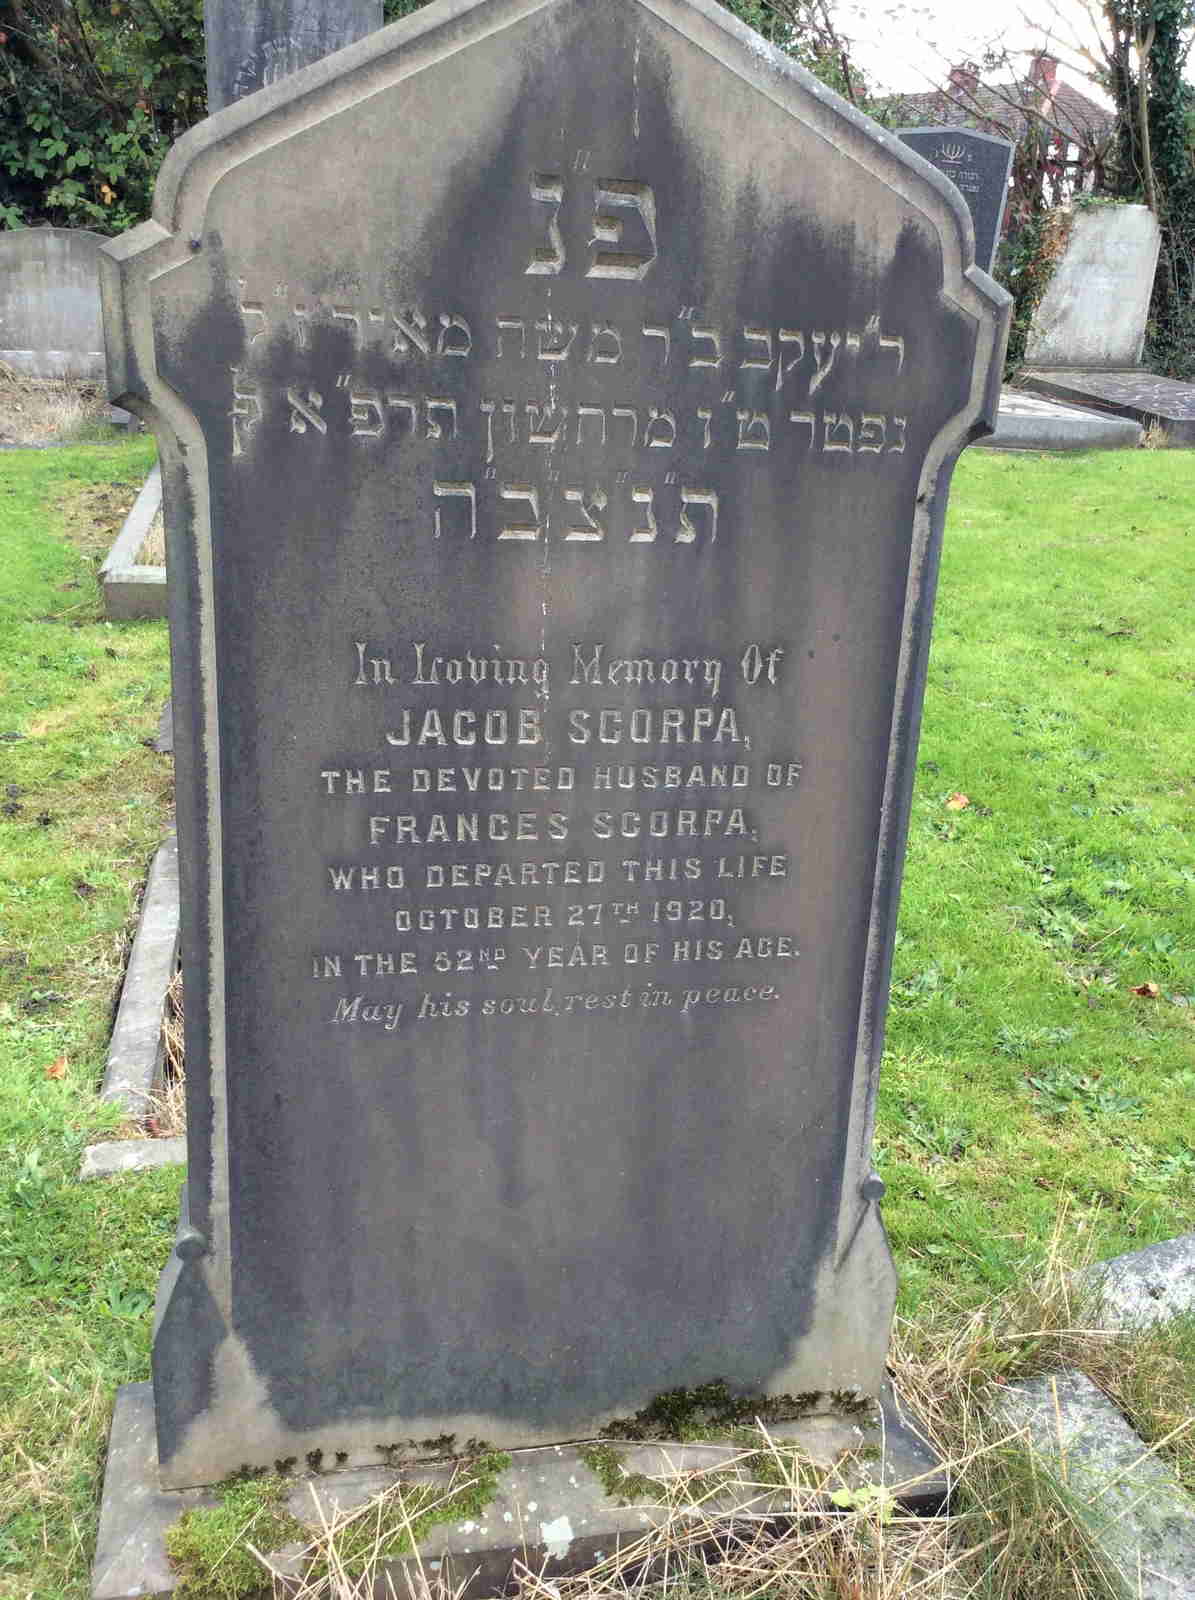 פ"נ
ר' יעקב ב"ר משה מאיר ז"ל
נפטר ט"ו מרחשון תרפ"א לפ"ק
ת"נ"צ"ב"ה
In Loving Memory Of
JACOB SCORPA,
THE DEVOTED HUSBAND OF
FRANCES SCORPA,
WHO DEPARTED THIS LIFE
OCTOBER 27TH 1920,
IN THE 52ND YEAR OF HIS AGE.
May his soul, rest in peace.